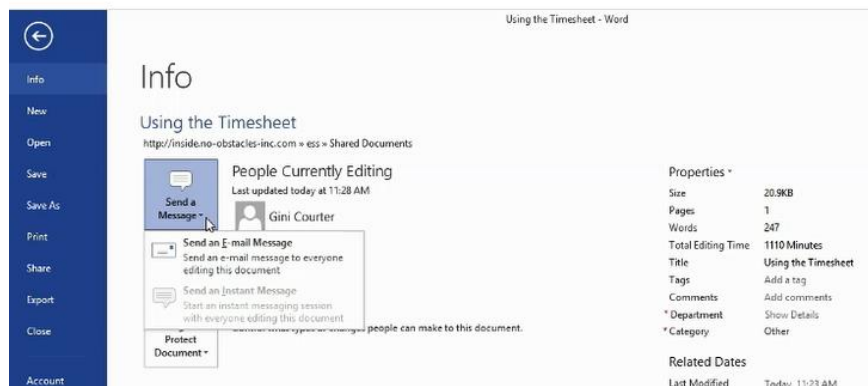 Using the Timesheet - Word
Info
New
Open
Save
Save As
Print
Share
Export
Close
Account
Info
Using the Timesheet
http://inside.no-obstacles-inc.com » ess » Shared Documents
Send a
Message
People Currently Editing
Last updated today at 11:28 AM
Gini Courter
Send an E-mail Message
Send an e-mail message to everyone
editing this document
Send an Instant Message
Start an instant messaging session
with everyone editing this document
Control what types of changes people can make to this document.
Protect
Document
Properties
Size 20.9KB
Pages 1
Words 247
Total Editing Time 1110 Minutes
Title Using the Timesheet
Tags Add a tag
Comments Add comments
* Department Show Details
* Category Other
Related Dates
Last Modified Today, 11:23 AM